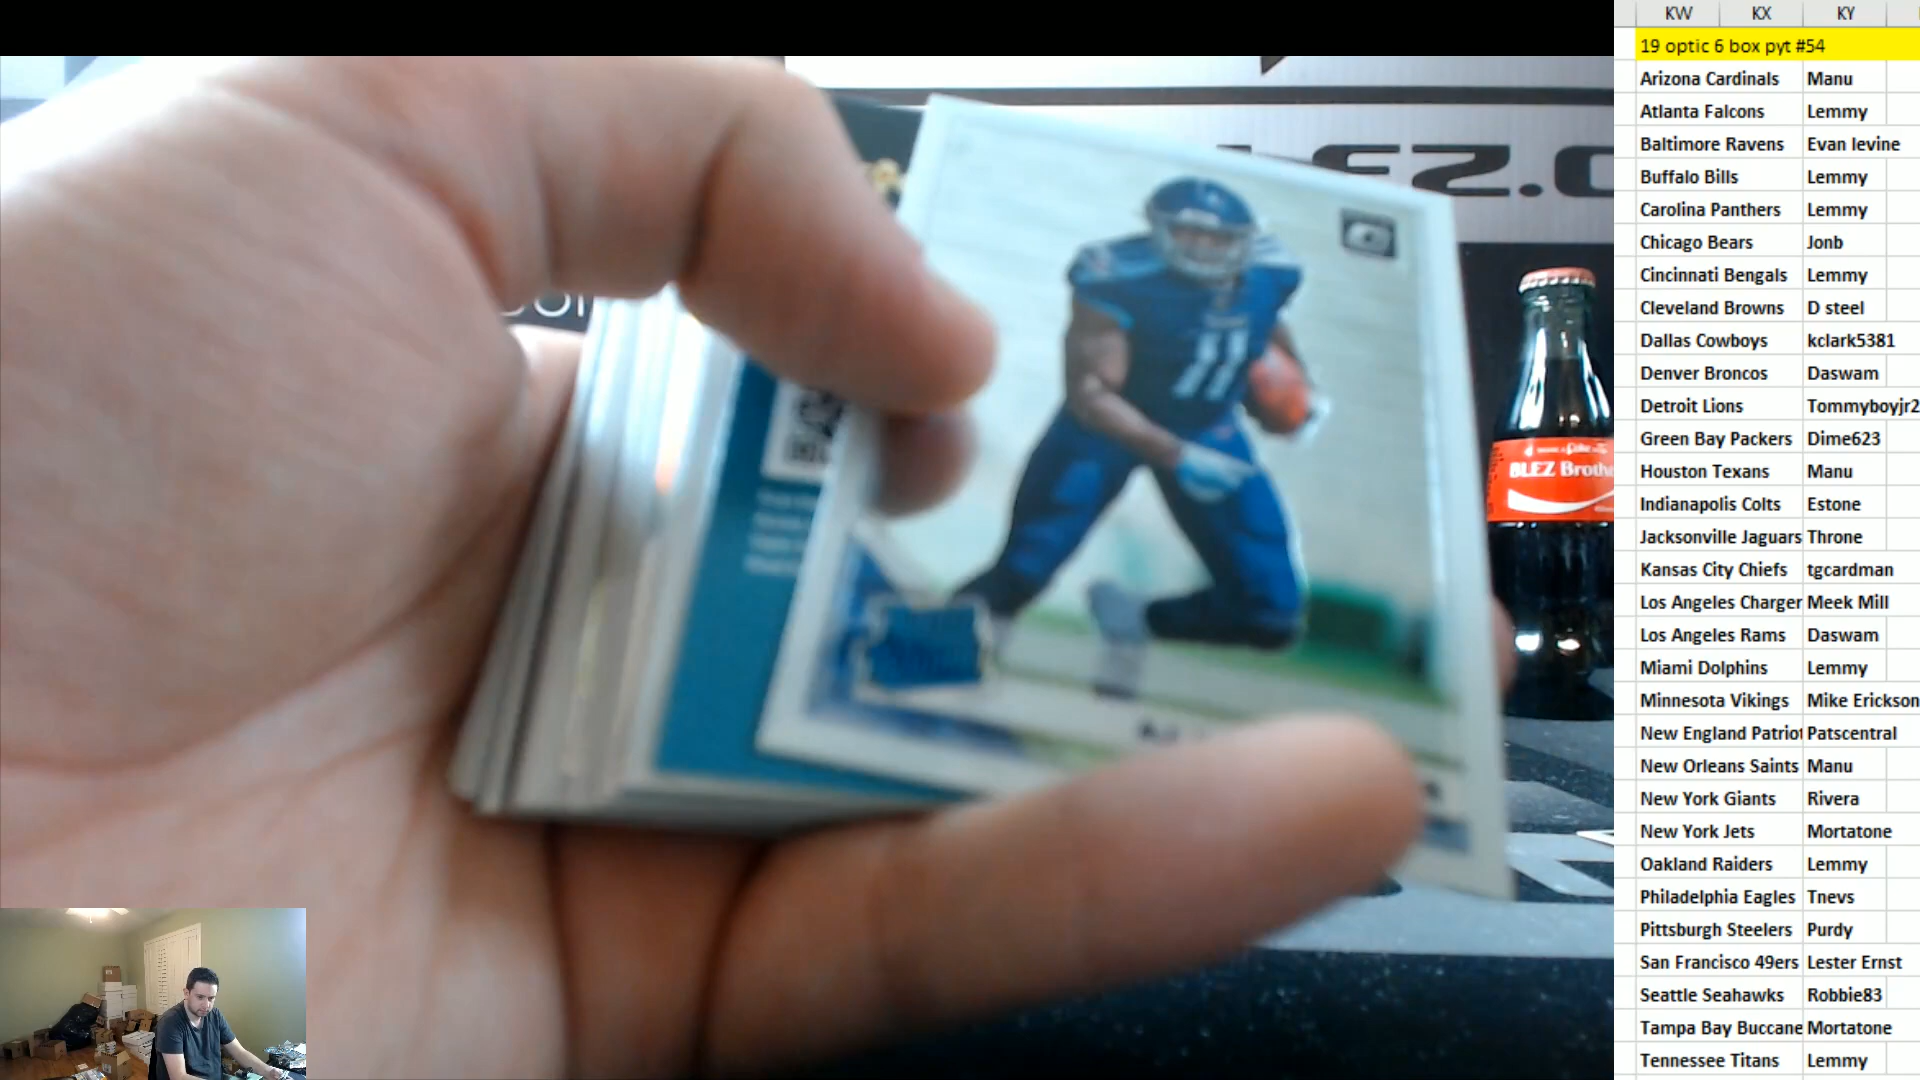 KW KX KY
19 optic 6 box pyt #54
Arizona Cardinals Manu
Atlanta Falcons Lemmy
Baltimore Ravens Evan levine
Buffalo Bills Lemmy
Carolina Panthers Lemmy
Chicago Bears Jonb
Cincinnati Bengals Lemmy
Cleveland Browns D steel
Dallas Cowboys kclark5381
Denver Broncos Daswam
Detroit Lions Tommyboyjr2
Green Bay Packers Dime623
Houston Texans Manu
Indianapolis Colts Estone
Jacksonville Jaguars Throne
Kansas City Chiefs tgcardman
Los Angeles Charger Meek Mill
Los Angeles Rams Daswam
Miami Dolphins Lemmy
Minnesota Vikings Mike Erickson
New England Patriot Patscentral
New Orleans Saints Manu
New York Giants Rivera
New York Jets Mortatone
Oakland Raiders Lemmy
Philadelphia Eagles Tnevs
Pittsburgh Steelers Purdy
San Francisco 49ers Lester Ernst
Seattle Seahawks Robbie83
Tampa Bay Buccane Mortatone
Tennessee Titans Lemmy
LEZ.C
11
BLEZ Broth